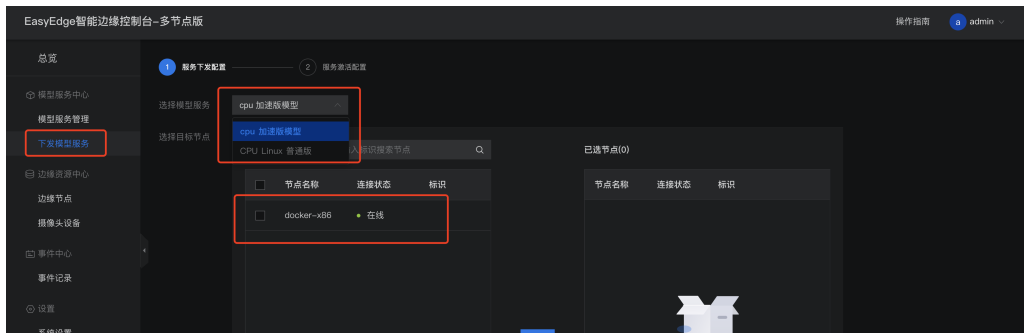 EasyEdge智能边缘控制台-多节点版
操作指南
a admin
总览
1 服务下发配置
2 服务激活配置
模型服务中心
选择模型服务
cpu 加速版模型
模型服务管理
cpu 加速版模型
下发模型服务
选择目标节点
CPU Linux 普通版
入标识搜索节点
已选节点(0)
边缘资源中心
节点名称 连接状态 标识
节点名称 连接状态 标识
边缘节点
docker-x86 在线
摄像头设备
事件中心
事件记录
设置
系统设置